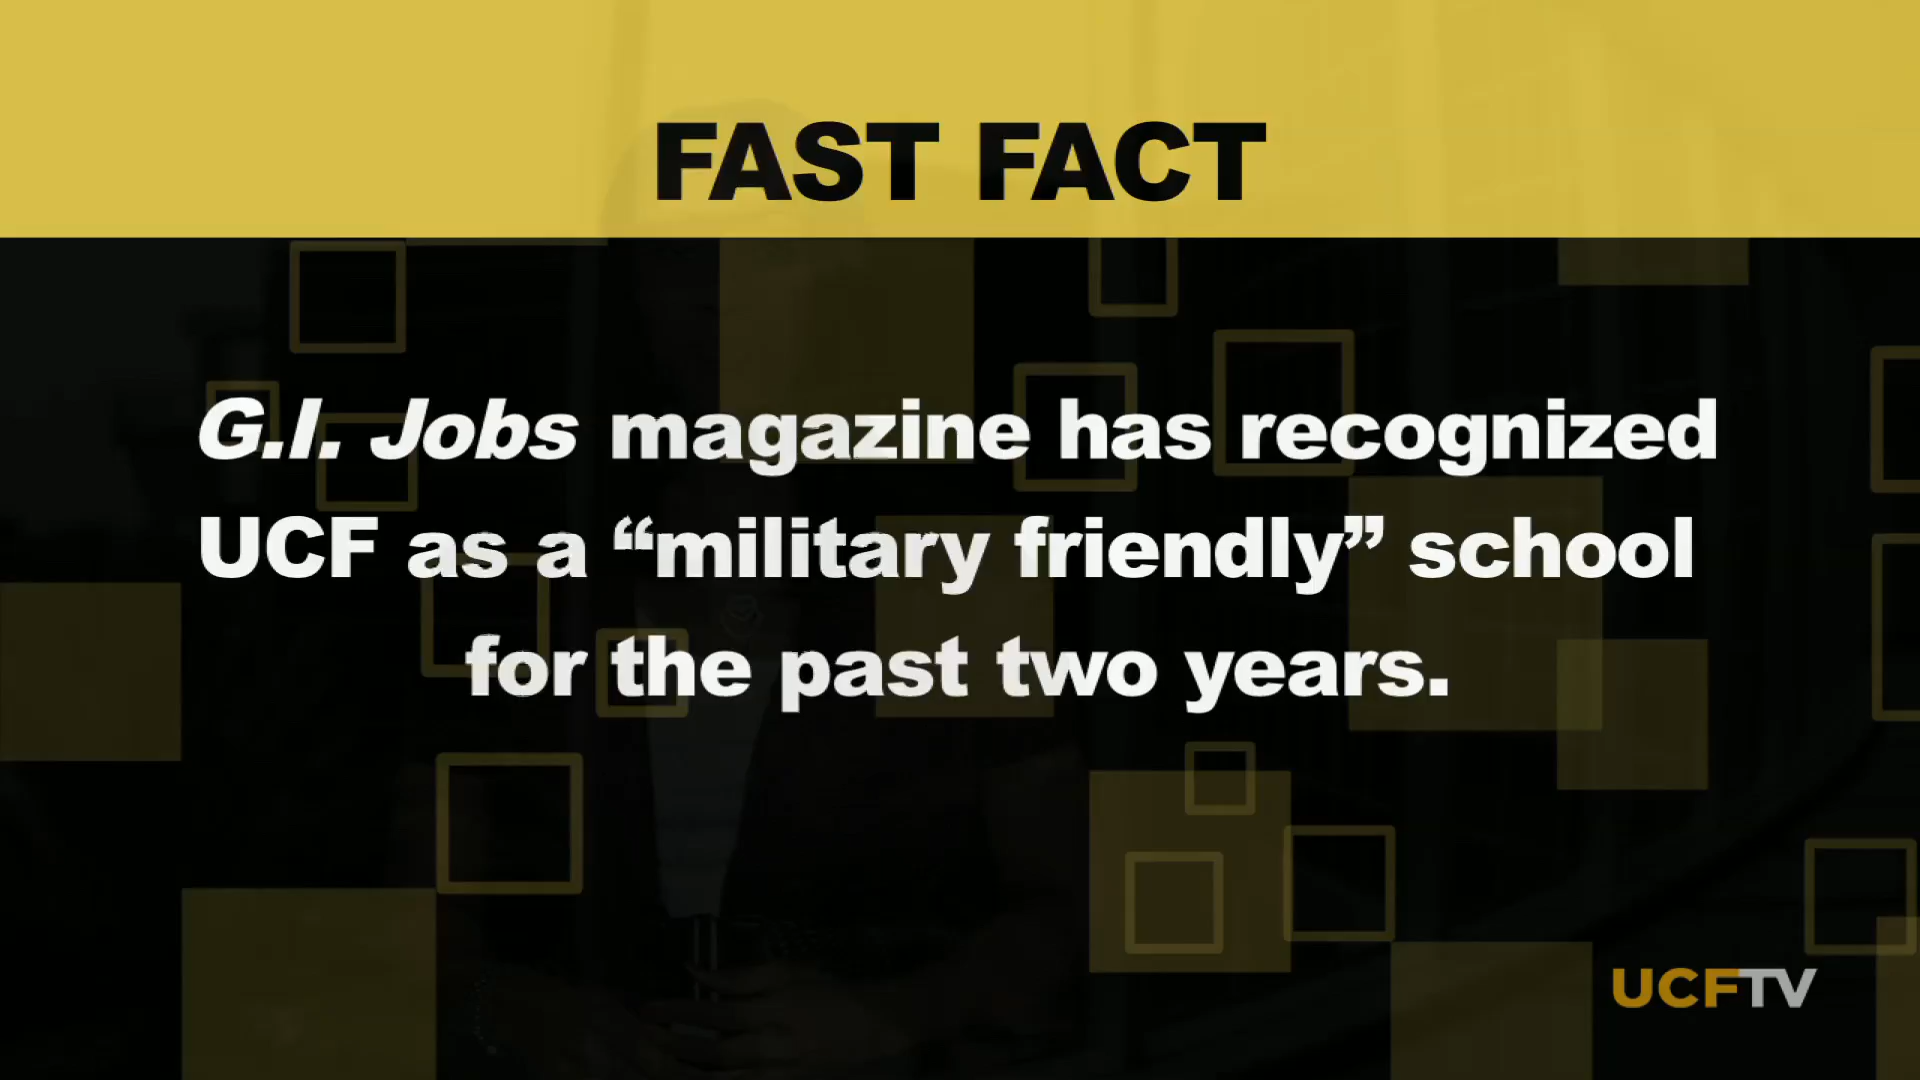 FAST FACT
G.I. Jobs magazine has recognized
UCF as a “military friendly” school
for the past two years.
UCFTV